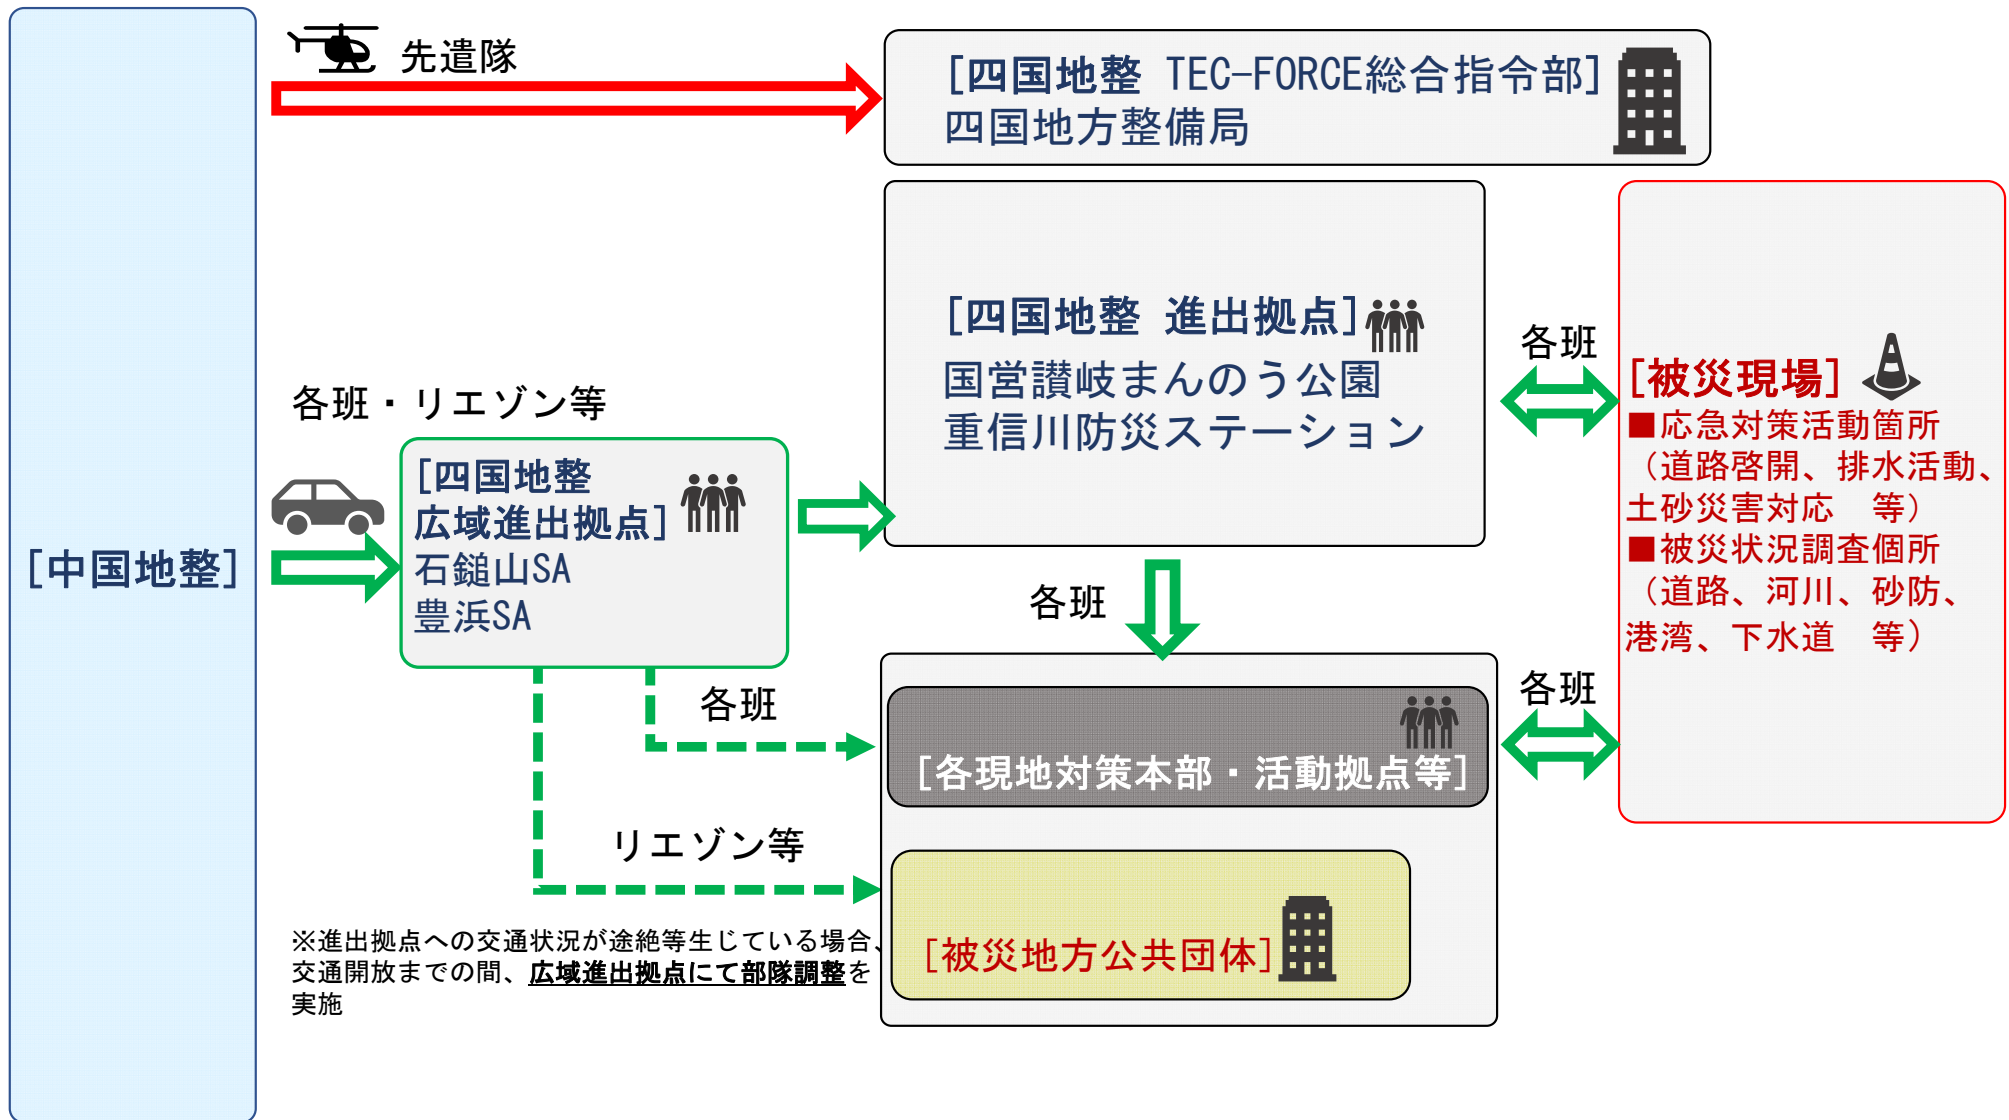 先遣隊
[四国地整 TEC-FORCE総合指令部]
四国地方整備局
[中国地整]
各班・リエゾン等
[四国地整
広域進出拠点]
石鎚山SA
豊浜SA
[四国地整 進出拠点]
国営讃岐まんのう公園
重信川防災ステーション
各班
[被災現場]
■応急対策活動箇所
（道路啓開、排水活動、
土砂災害対応　等）
■被災状況調査個所
（道路、河川、砂防、
港湾、下水道　等）
各班
各班
各班
[各現地対策本部・活動拠点等]
リエゾン等
[被災地方公共団体]
※進出拠点への交通状況が途絶等生じている場合、
交通開放までの間、広域進出拠点にて部隊調整を
実施